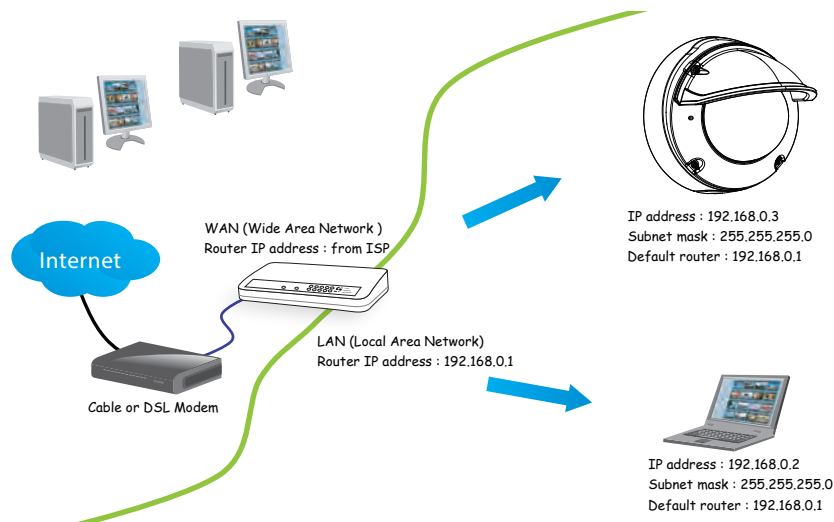 WAN (Wide Area Network )
Router IP address : from ISP
Internet
Cable or DSL Modem
LAN (Local Area Network)
Router IP address : 192.168.0.1
IP address : 192.168.0.3
Subnet mask : 255.255.255.0
Default router : 192.168.0.1
IP address : 192.168.0.2
Subnet mask : 255.255.255.0
Default router : 192.168.0.1